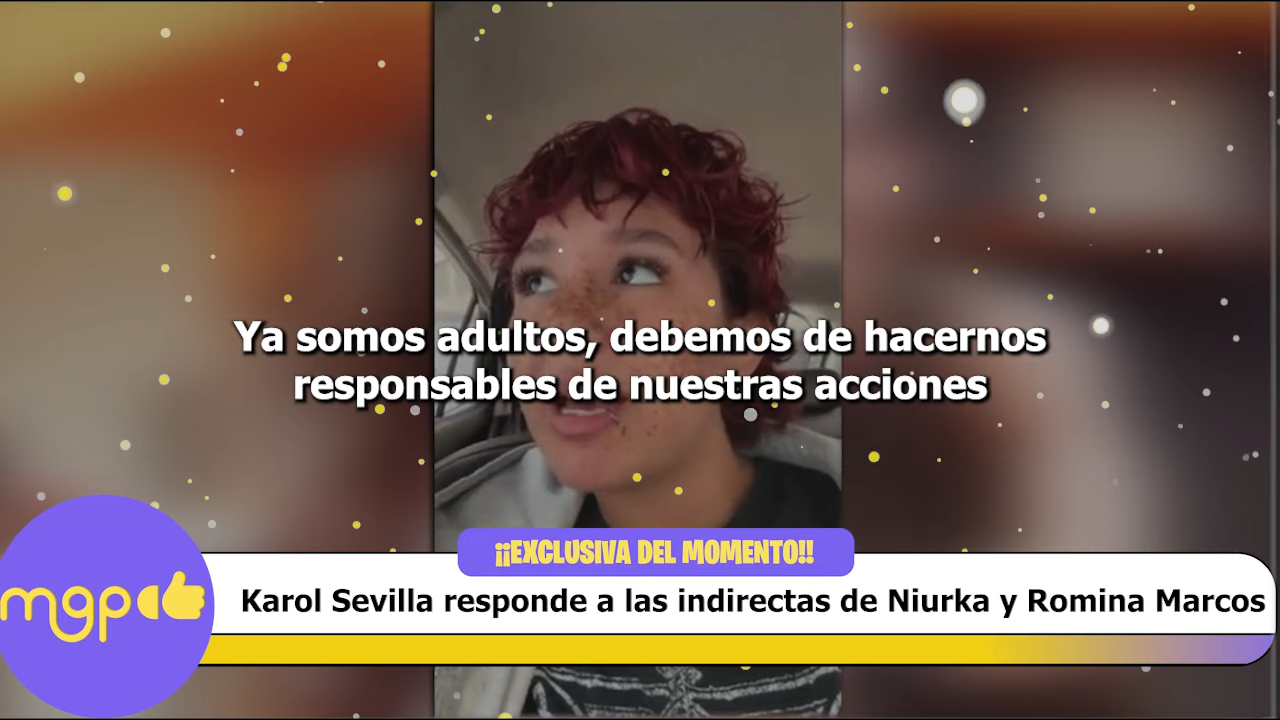 Ya somos adultos, debemos de hacernos
responsables de nuestras acciones
¡¡EXCLUSIVA DEL MOMENTO!!
mgp
Karol Sevilla responde a las indirectas de Niurka y Romina Marcos